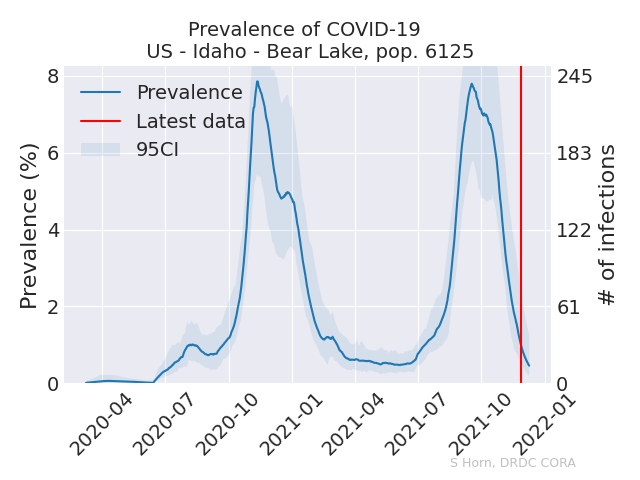 Prevalence of COVID-19
US - Idaho - Bear Lake, pop. 6125
Prevalence
Latest data
95CI
Prevalence (%)
8
6
4
2
0
# of infections
245
183
122
61
0
2020-04
2020-07
2020-10
2021-01
2021-04
2021-07
2021-10
2022-01
S Horn, DRDC CORA